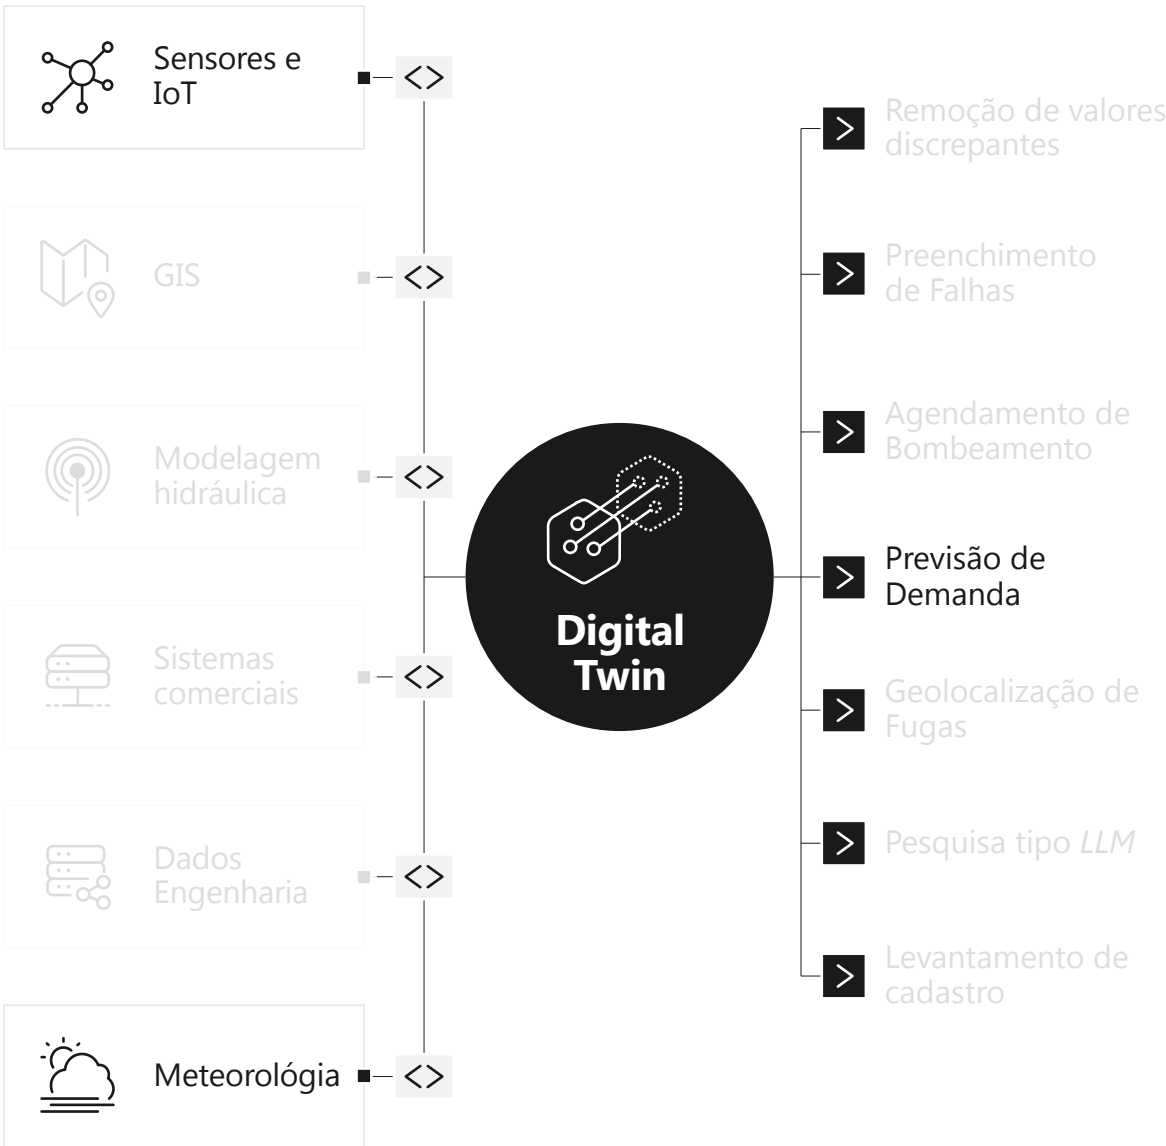 Sensores e
IoT
GIS
Modelagem
hidráulica
Sistemas
comerciais
Dados
Engenharia
Meteorológia
Digital
Twin
Remoção de valores
discrepantes
Preenchimento
de Falhas
Agendamento de
Bombeamento
Previsão de
Demanda
Geolocalização de
Fugas
Pesquisa tipo LLM
Levantamento de
cadastro